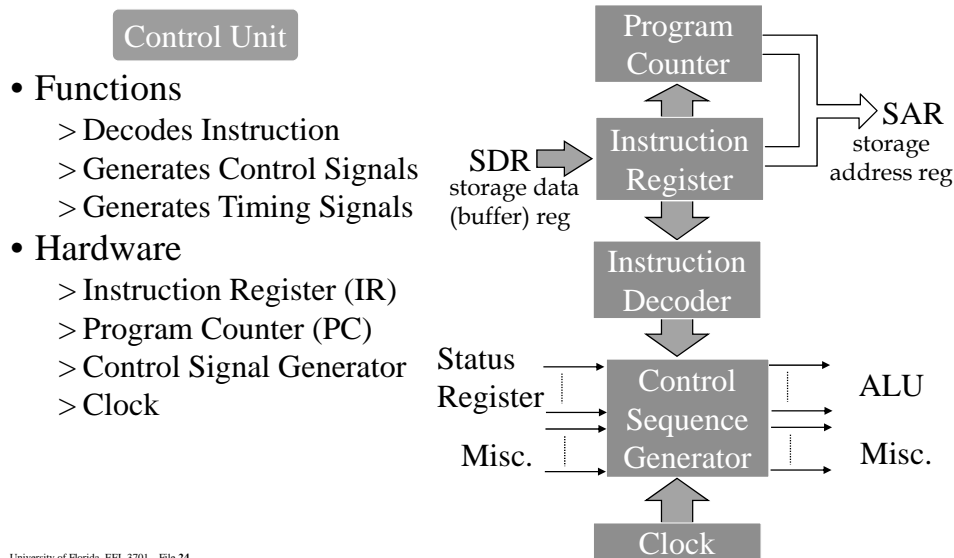 Control Unit
• Functions
> Decodes Instruction
> Generates Control Signals
> Generates Timing Signals
• Hardware
> Instruction Register (IR)
> Program Counter (PC)
> Control Signal Generator
> Clock
Program
Counter
SDR
storage data
(buffer) reg
Instruction
Register
SAR
storage
address reg
Instruction
Decoder
Status
Register
Misc.
Control
Sequence
Generator
ALU
Misc.
Clock
University of Florida, EEL 3701 – File 24